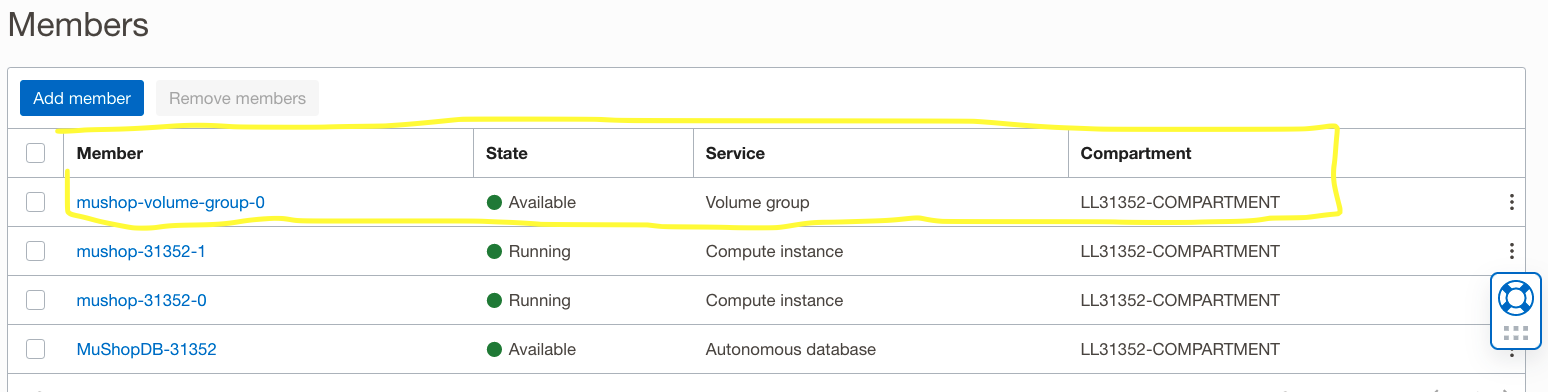 Members
Add member Remove members
Member State Service Compartment
mushop-volume-group-0 Available Volume group LL31352-COMPARTMENT
mushop-31352-1 Running Compute instance LL31352-COMPARTMENT
mushop-31352-0 Running Compute instance LL31352-COMPARTMENT
MuShopDB-31352 Available Autonomous database LL31352-COMPARTMENT